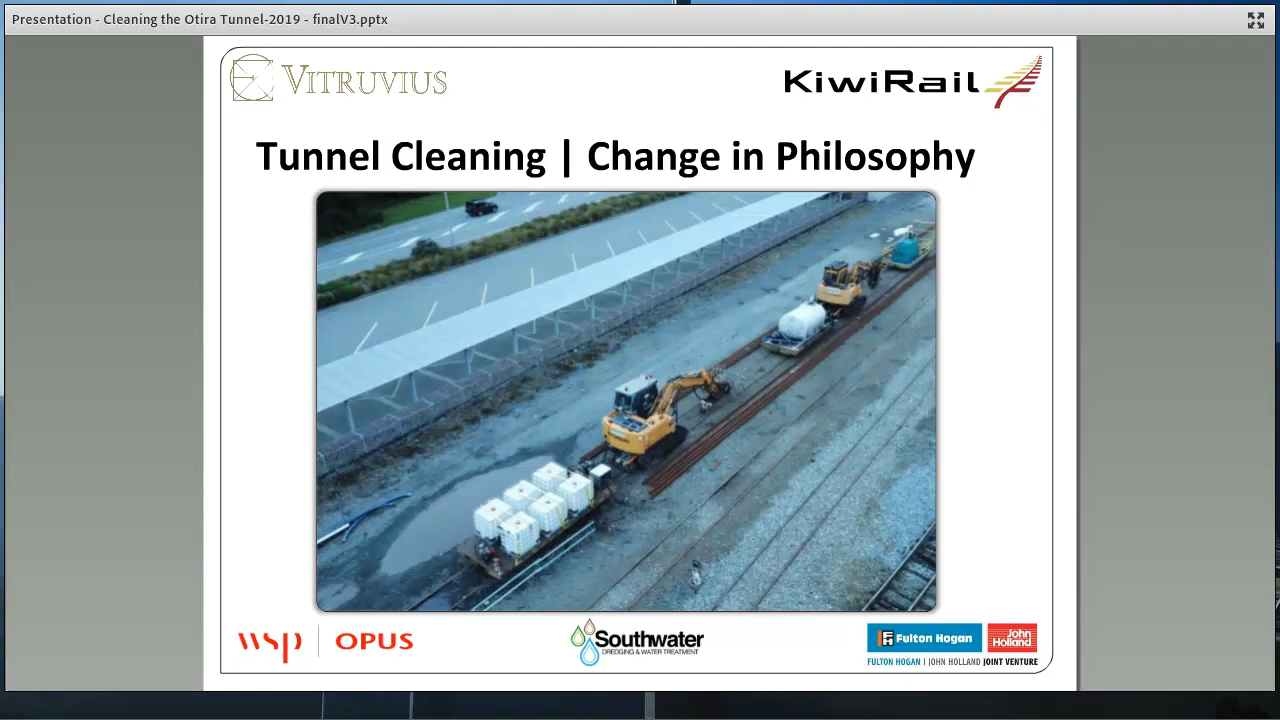 Presentation - Cleaning the Otira Tunnel-2019 - finalV3.pptx
VITRUVIUS
KiwiRail
Tunnel Cleaning | Change in Philosophy
wsp | OPUS
Southwater
DREDGING & WATER TREATMENT
Fulton Hogan
John
Holland
FULTON HOGAN | JOHN HOLLAND JOINT VENTURE